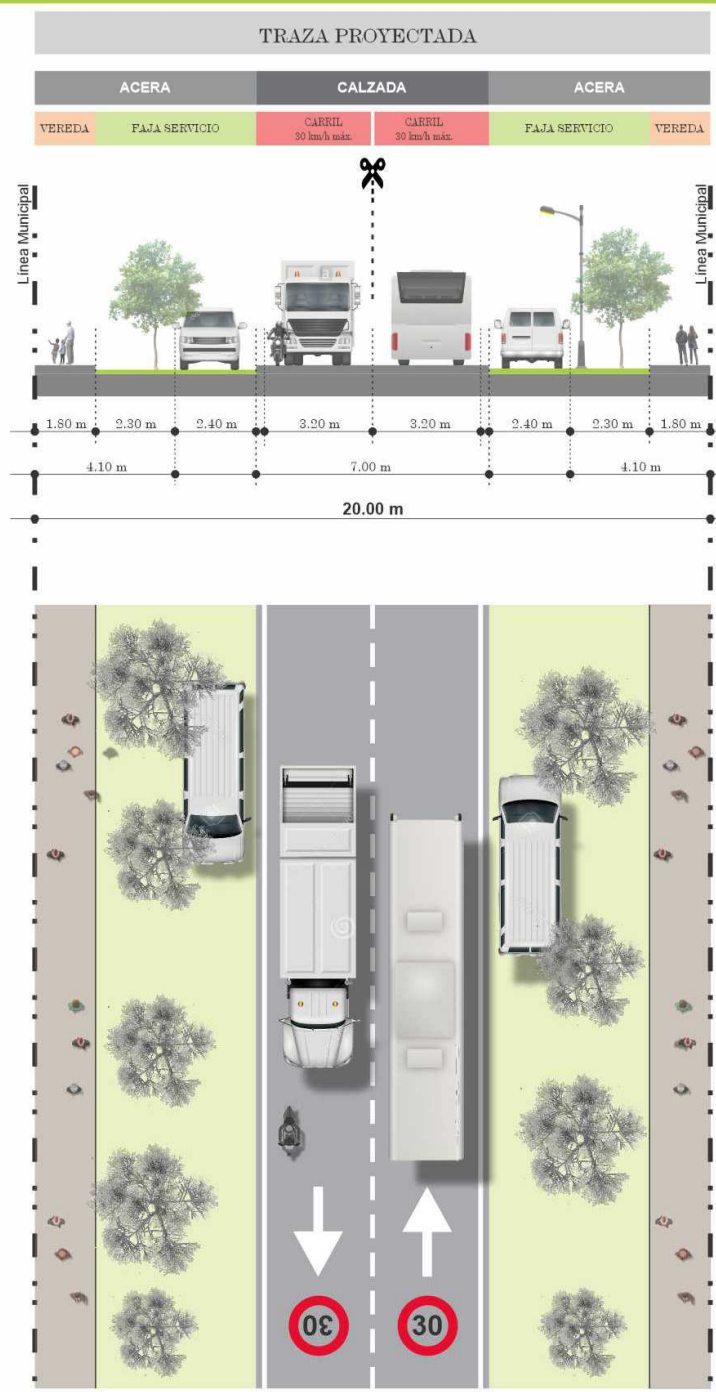 TRAZA PROYECTADA
ACERA CALZADA ACERA
VEREDA FAJA SERVICIO CARRIL CARRIL FAJA SERVICIO VEREDA
30 km/h máx. 30 km/h máx.
Línea Municipal Línea Municipal
1.80 m 2.30 m 2.40 m 3.20 m 3.20 m 2.40 m 2.30 m 1.80 m
4.10 m 7.00 m 4.10 m
20.00 m
30 30